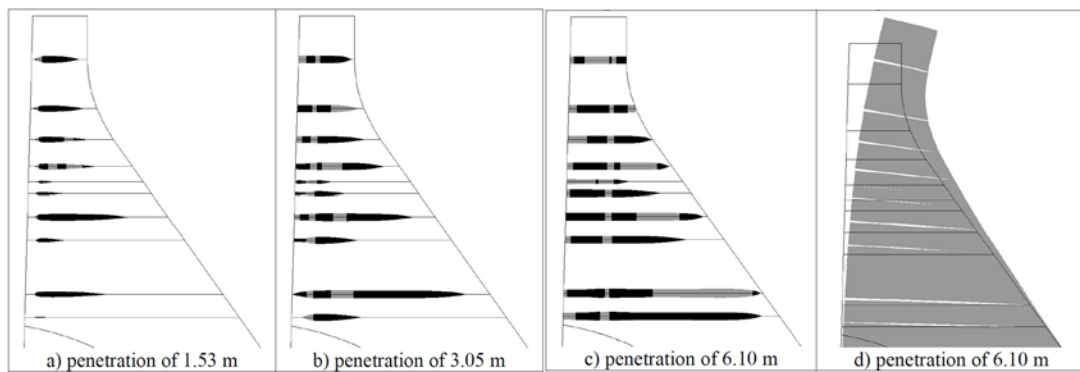 a) penetration of 1.53 m
b) penetration of 3.05 m
c) penetration of 6.10 m
d) penetration of 6.10 m